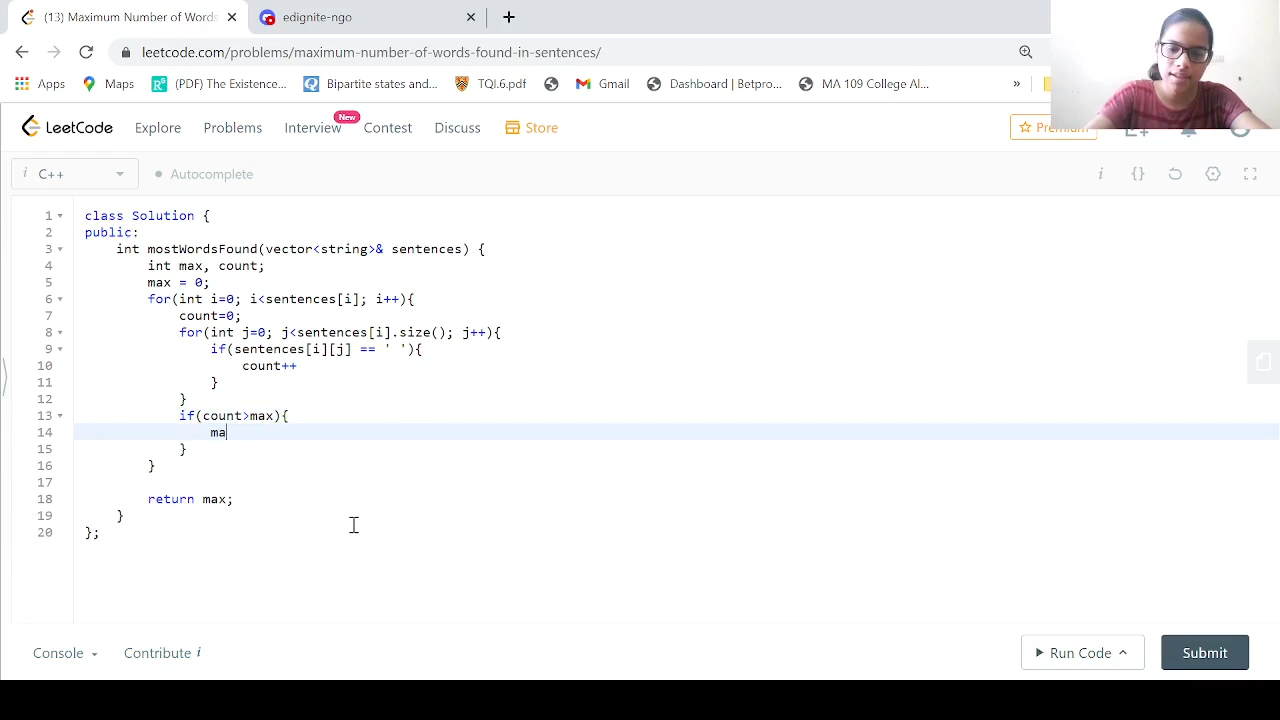 (13) Maximum Number of Words
edignite-ngo
leetcode.com/problems/maximum-number-of-words-found-in-sentences/
Apps
Maps
(PDF) The Existence...
Bipartite states and...
TQI.6.pdf
Gmail
Dashboard | Betpro...
MA 109 College Al...
»
LeetCode
Explore
Problems
Interview
New
Contest
Discuss
Store
Premium
i C++
Autocomplete
1 class Solution {
2 public:
3 int mostWordsFound(vector<string>& sentences) {
4 int max, count;
5 max = 0;
6 for(int i=0; i<sentences[i]; i++){
7 count=0;
8 for(int j=0; j<sentences[i].size(); j++){
9 if(sentences[i][j] == ' '){
10 count++
11 }
12 }
13 if(count>max){
14 ma
15 }
16 }
17
18 return max;
19 }
20 };
Console
Contribute i
Run Code
Submit